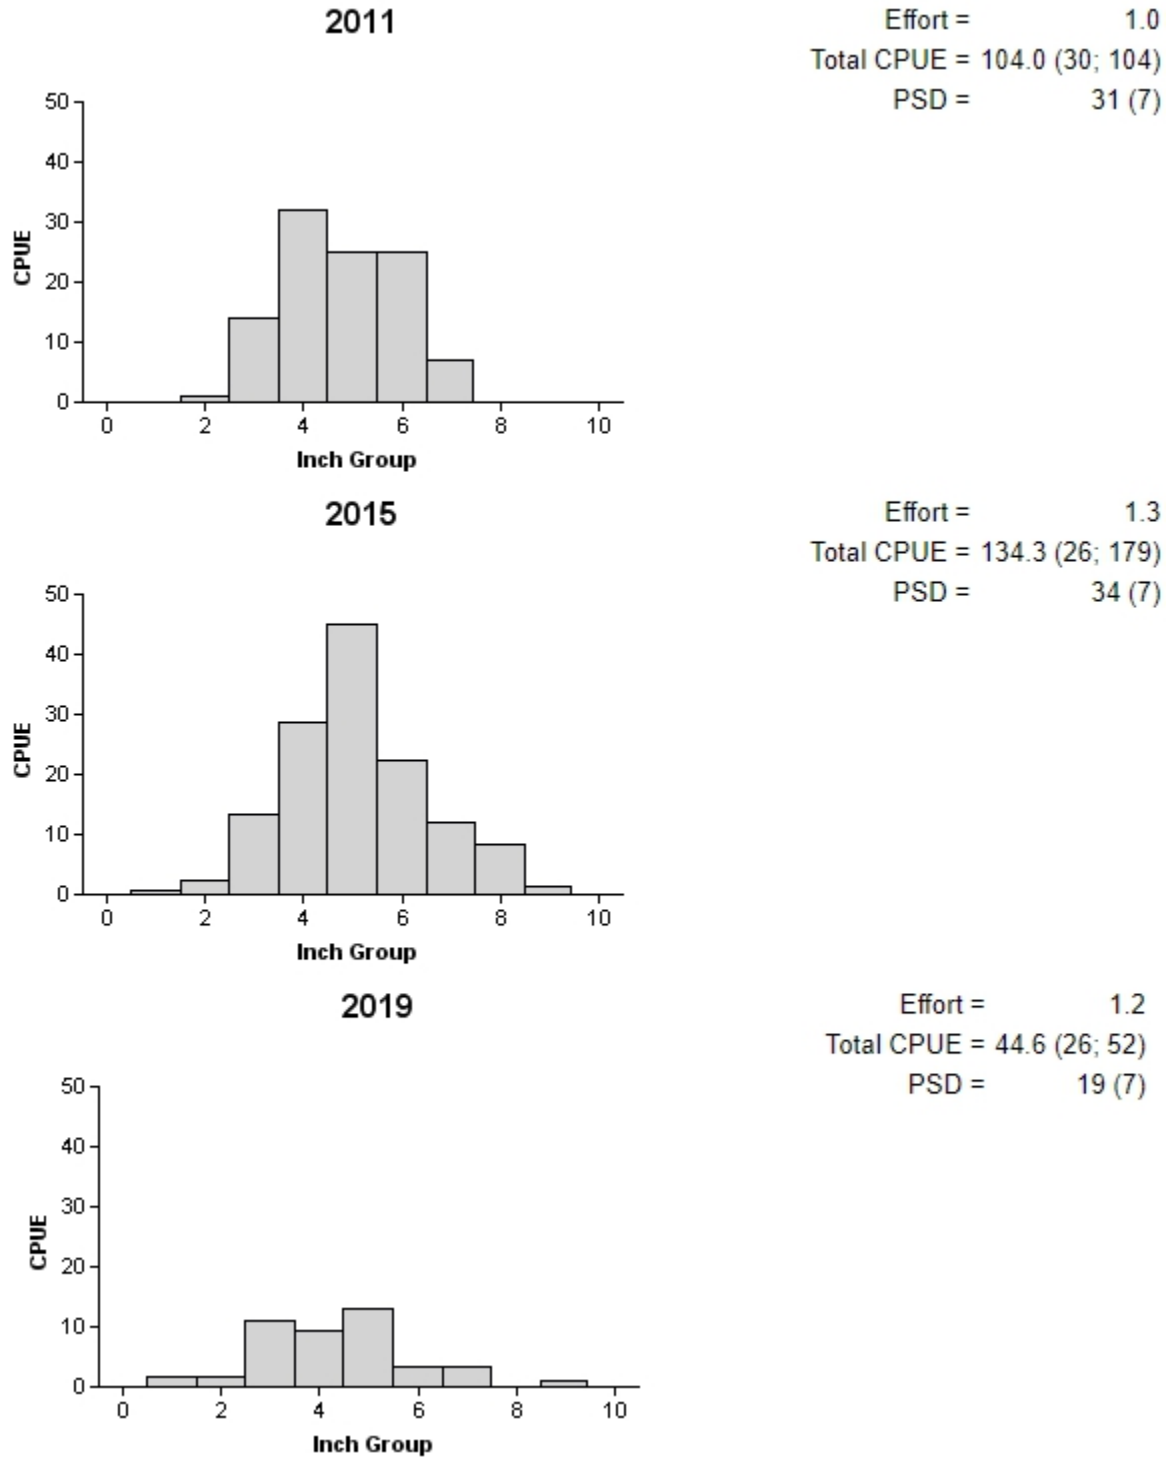 2011
Effort = 1.0
Total CPUE = 104.0 (30; 104)
PSD = 31 (7)
50
40
30
20
10
0
CPUE
0 2 4 6 8 10
Inch Group
2015
Effort = 1.3
Total CPUE = 134.3 (26; 179)
PSD = 34 (7)
50
40
30
20
10
0
CPUE
0 2 4 6 8 10
Inch Group
2019
Effort = 1.2
Total CPUE = 44.6 (26; 52)
PSD = 19 (7)
50
40
30
20
10
0
CPUE
0 2 4 6 8 10
Inch Group